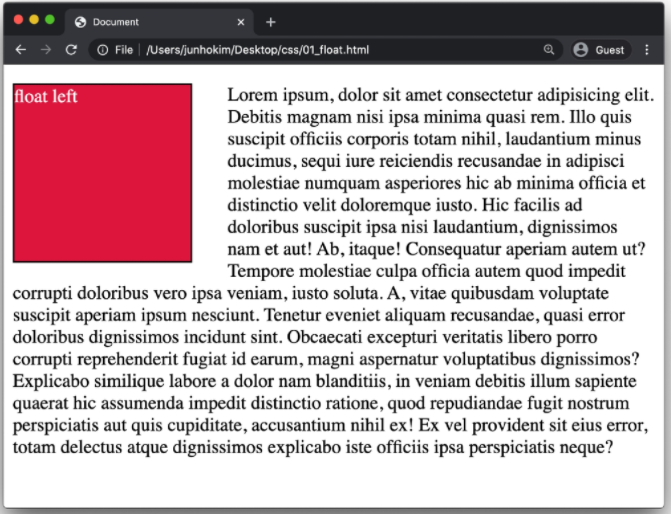 Document
File
/Users/junhokim/Desktop/css/01_float.html
Guest
float left
Lorem ipsum, dolor sit amet consectetur adipisicing elit.
Debitis magnam nisi ipsa minima quasi rem. Illo quis
suscipit officiis corporis totam nihil, laudantium minus
ducimus, sequi iure reiciendis recusandae in adipisci
molestiae numquam asperiores hic ab minima officia et
distinctio velit doloremque iusto. Hic facilis ad
doloribus suscipit ipsa nisi laudantium, dignissimos
nam et aut! Ab, itaque! Consequatur aperiam autem ut?
Tempore molestiae culpa officia autem quod impedit
corrupti doloribus vero ipsa veniam, iusto soluta. A, vitae quibusdam voluptate
suscipit aperiam ipsum nesciunt. Tenetur eveniet aliquam recusandae, quasi error
doloribus dignissimos incidunt sint. Obcaecati excepturi veritatis libero porro
corrupti reprehenderit fugiat id earum, magni aspernatur voluptatibus dignissimos?
Explicabo similique labore a dolor nam blanditiis, in veniam debitis illum sapiente
quaerat hic assumenda impedit distinctio ratione, quod repudiandae fugit nostrum
perspiciatis aut quis cupiditate, accusantium nihil ex! Ex vel provident sit eius error,
totam delectus atque dignissimos explicabo iste officiis ipsa perspiciatis neque?